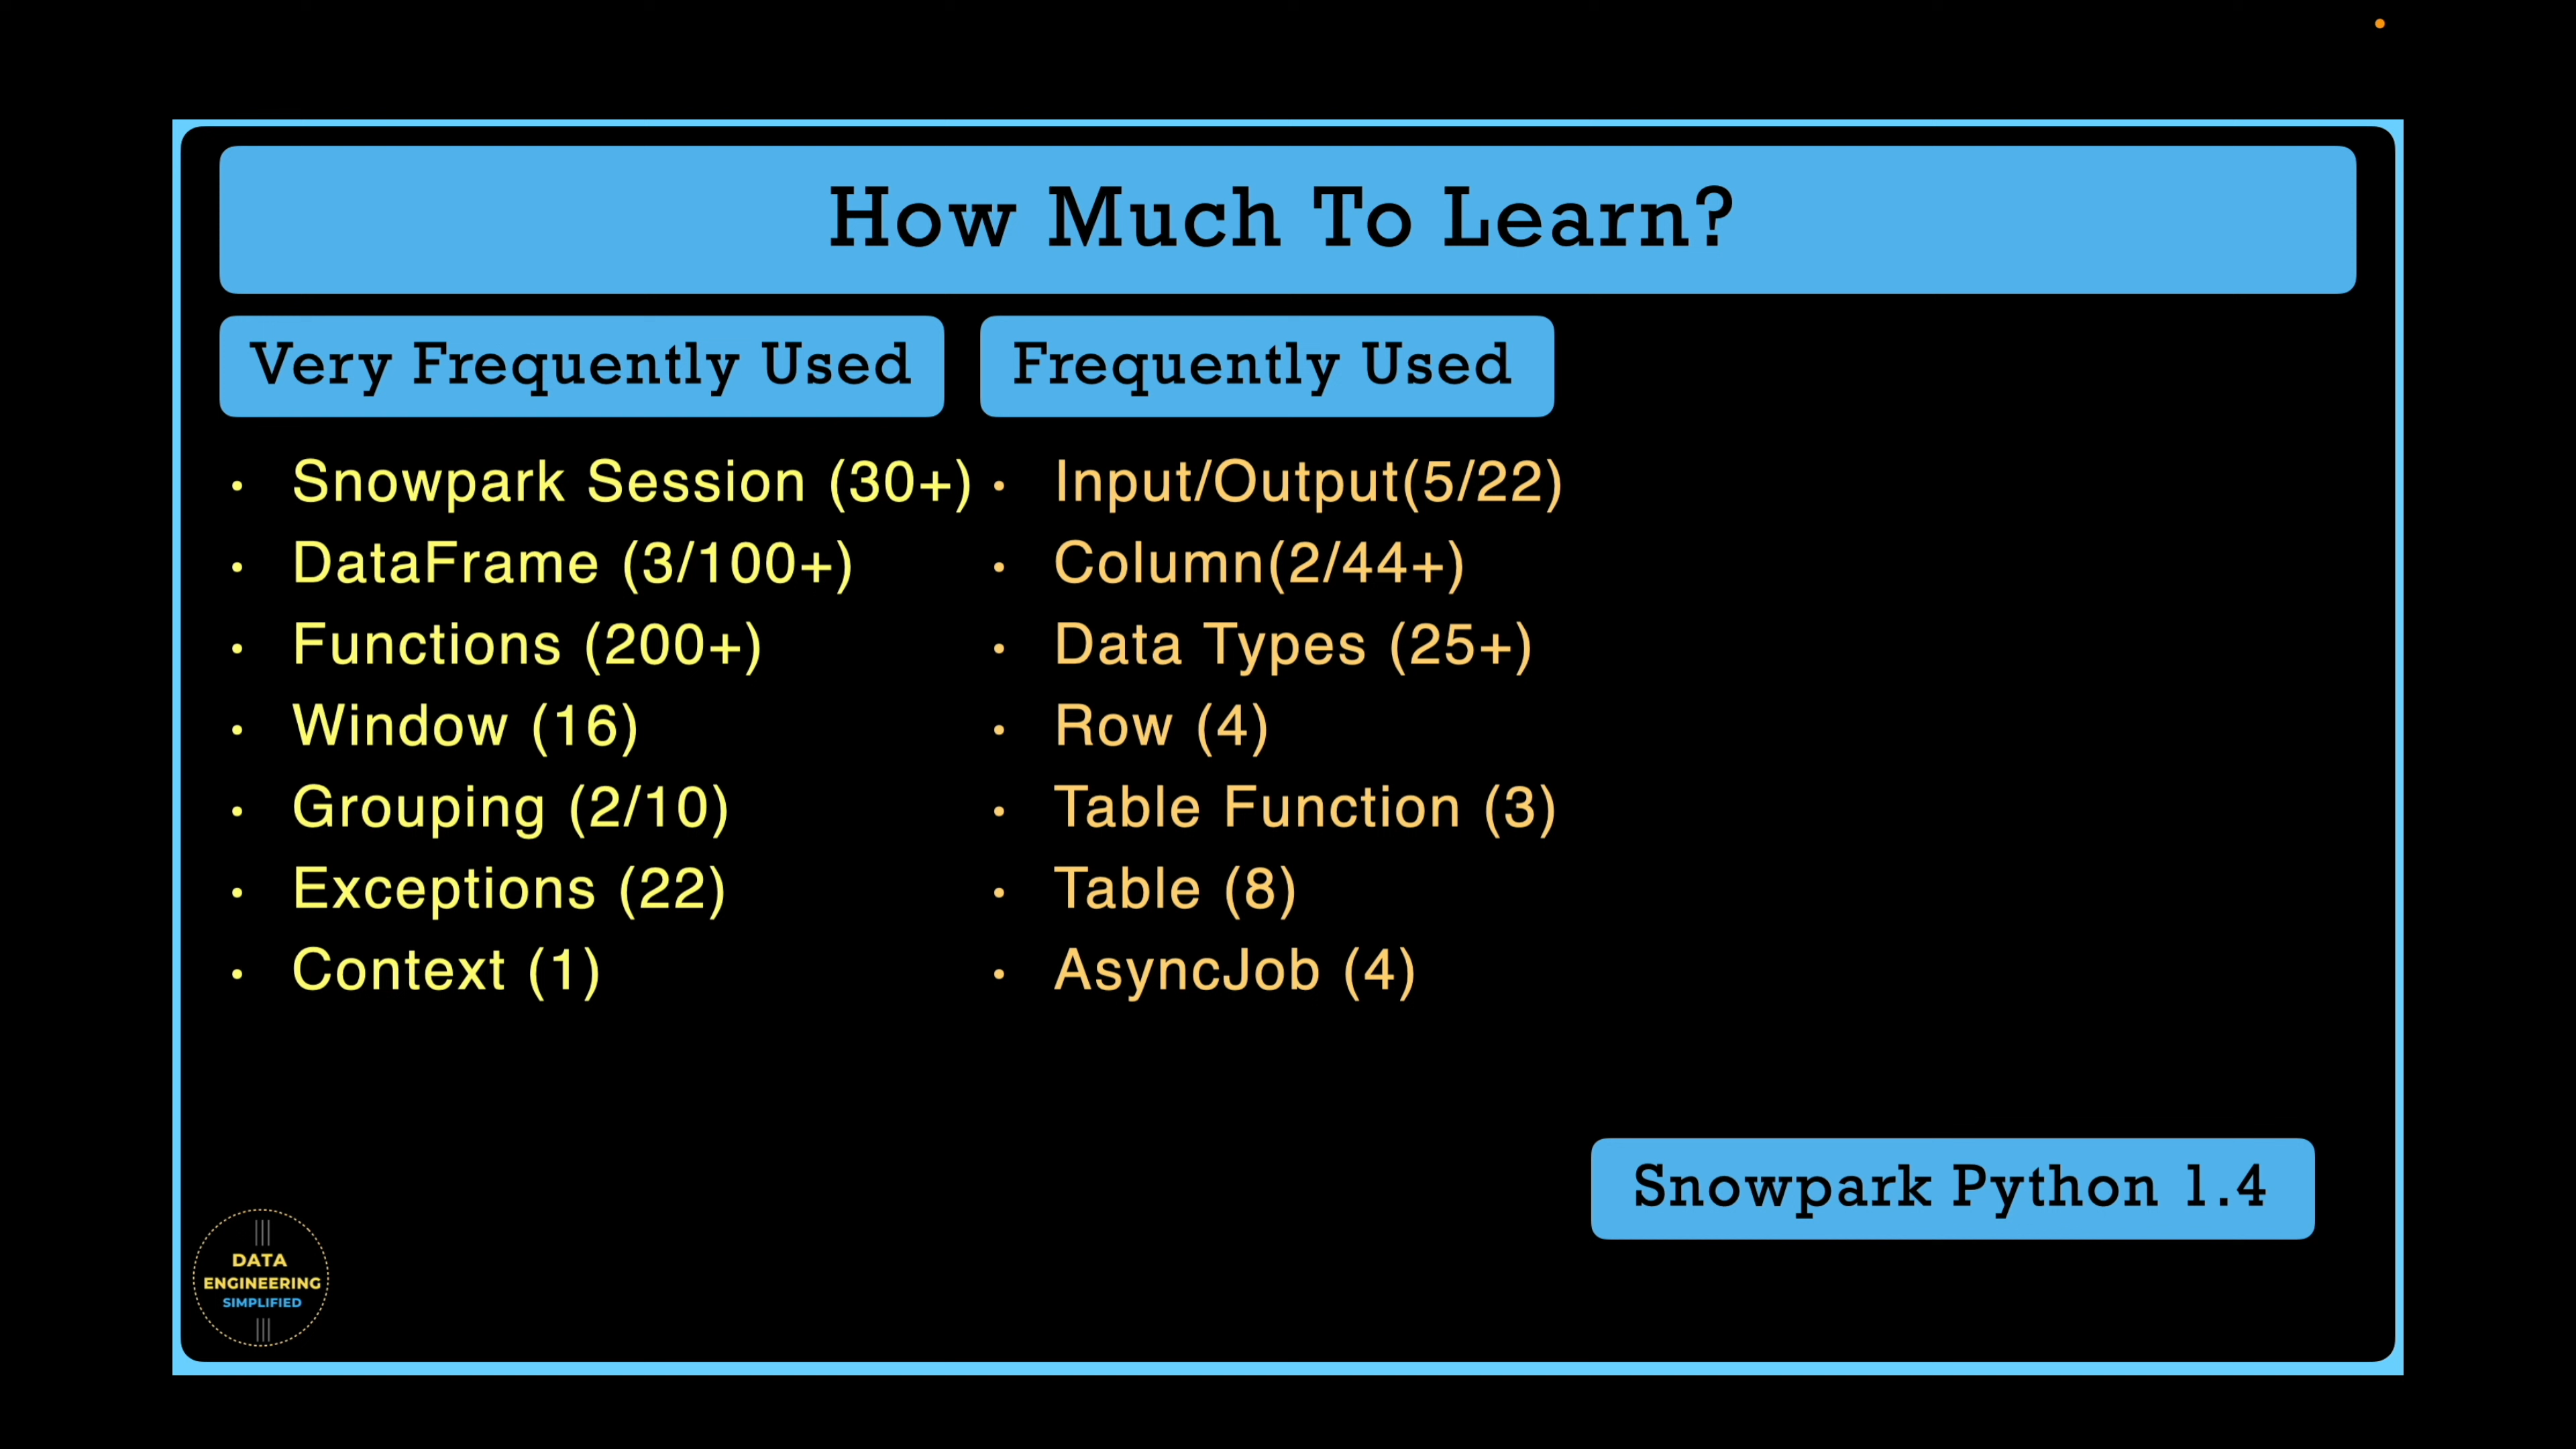 How Much To Learn?
Very Frequently Used
• Snowpark Session (30+)
• DataFrame (3/100+)
• Functions (200+)
• Window (16)
• Grouping (2/10)
• Exceptions (22)
• Context (1)
Frequently Used
• Input/Output(5/22)
• Column(2/44+)
• Data Types (25+)
• Row (4)
• Table Function (3)
• Table (8)
• AsyncJob (4)
Snowpark Python 1.4
DATA
ENGINEERING
SIMPLIFIED